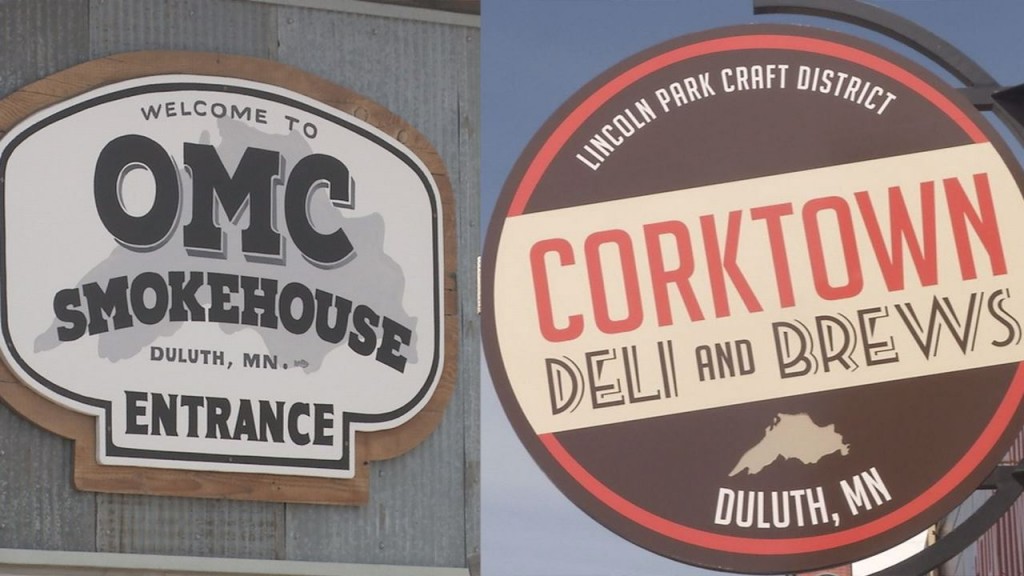 WELCOME TO
OMC
SMOKEHOUSE
DULUTH, MN.
ENTRANCE
LINCOLN PARK CRAFT DISTRICT
CORKTOWN
DELI AND BREWS
DULUTH, MN